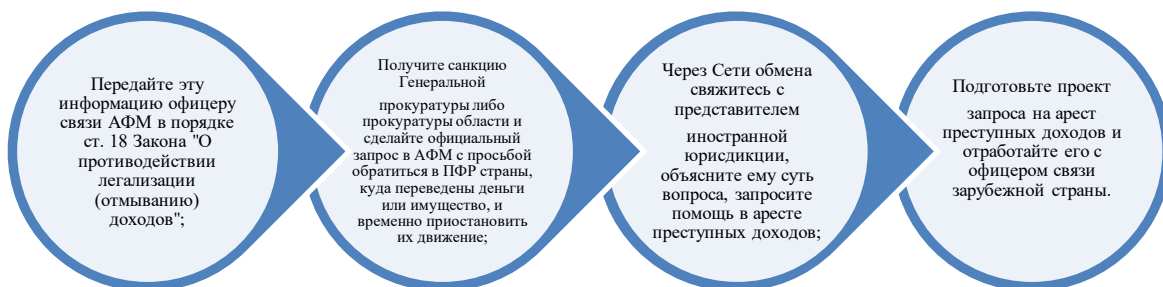 Передайте эту
информацию офицеру
связи АФМ в порядке
ст. 18 Закона "О
противодействии
легализации
(отмыванию)
доходов";
Получите санкцию
Генеральной
прокуратуры либо
прокуратуры области и
сделайте официальный
запрос в АФМ с просьбой
обратиться в ПФР страны,
куда переведены деньги
или имущество, и
временно приостановить
их движение;
Через Сети обмена
свяжитесь с
представителем
иностранной
юрисдикции,
объясните ему суть
вопроса, запросите
помощь в аресте
преступных доходов;
Подготовьте проект
запроса на арест
преступных доходов и
отработайте его с
офицером связи
зарубежной страны.